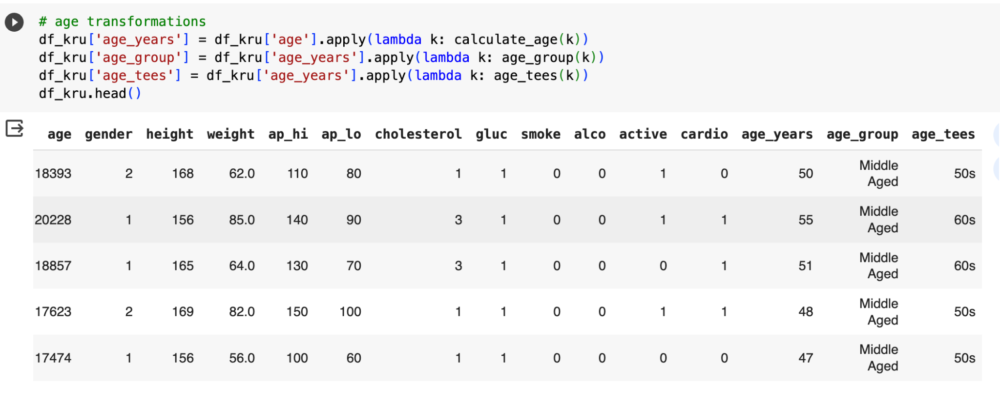 # age transformations
df_kru['age_years'] = df_kru['age'].apply(lambda k: calculate_age(k))
df_kru['age_group'] = df_kru['age_years'].apply(lambda k: age_group(k))
df_kru['age_tees'] = df_kru['age_years'].apply(lambda k: age_tees(k))
df_kru.head()
age gender height weight ap_hi ap_lo cholesterol gluc smoke alco active cardio age_years age_group age_tees
18393 2 168 62.0 110 80 1 1 0 0 1 0 50 Middle Aged 50s
20228 1 156 85.0 140 90 3 1 0 0 1 1 55 Middle Aged 60s
18857 1 165 64.0 130 70 3 1 0 0 0 1 51 Middle Aged 60s
17623 2 169 82.0 150 100 1 1 0 0 1 1 48 Middle Aged 50s
17474 1 156 56.0 100 60 1 1 0 0 0 0 47 Middle Aged 50s